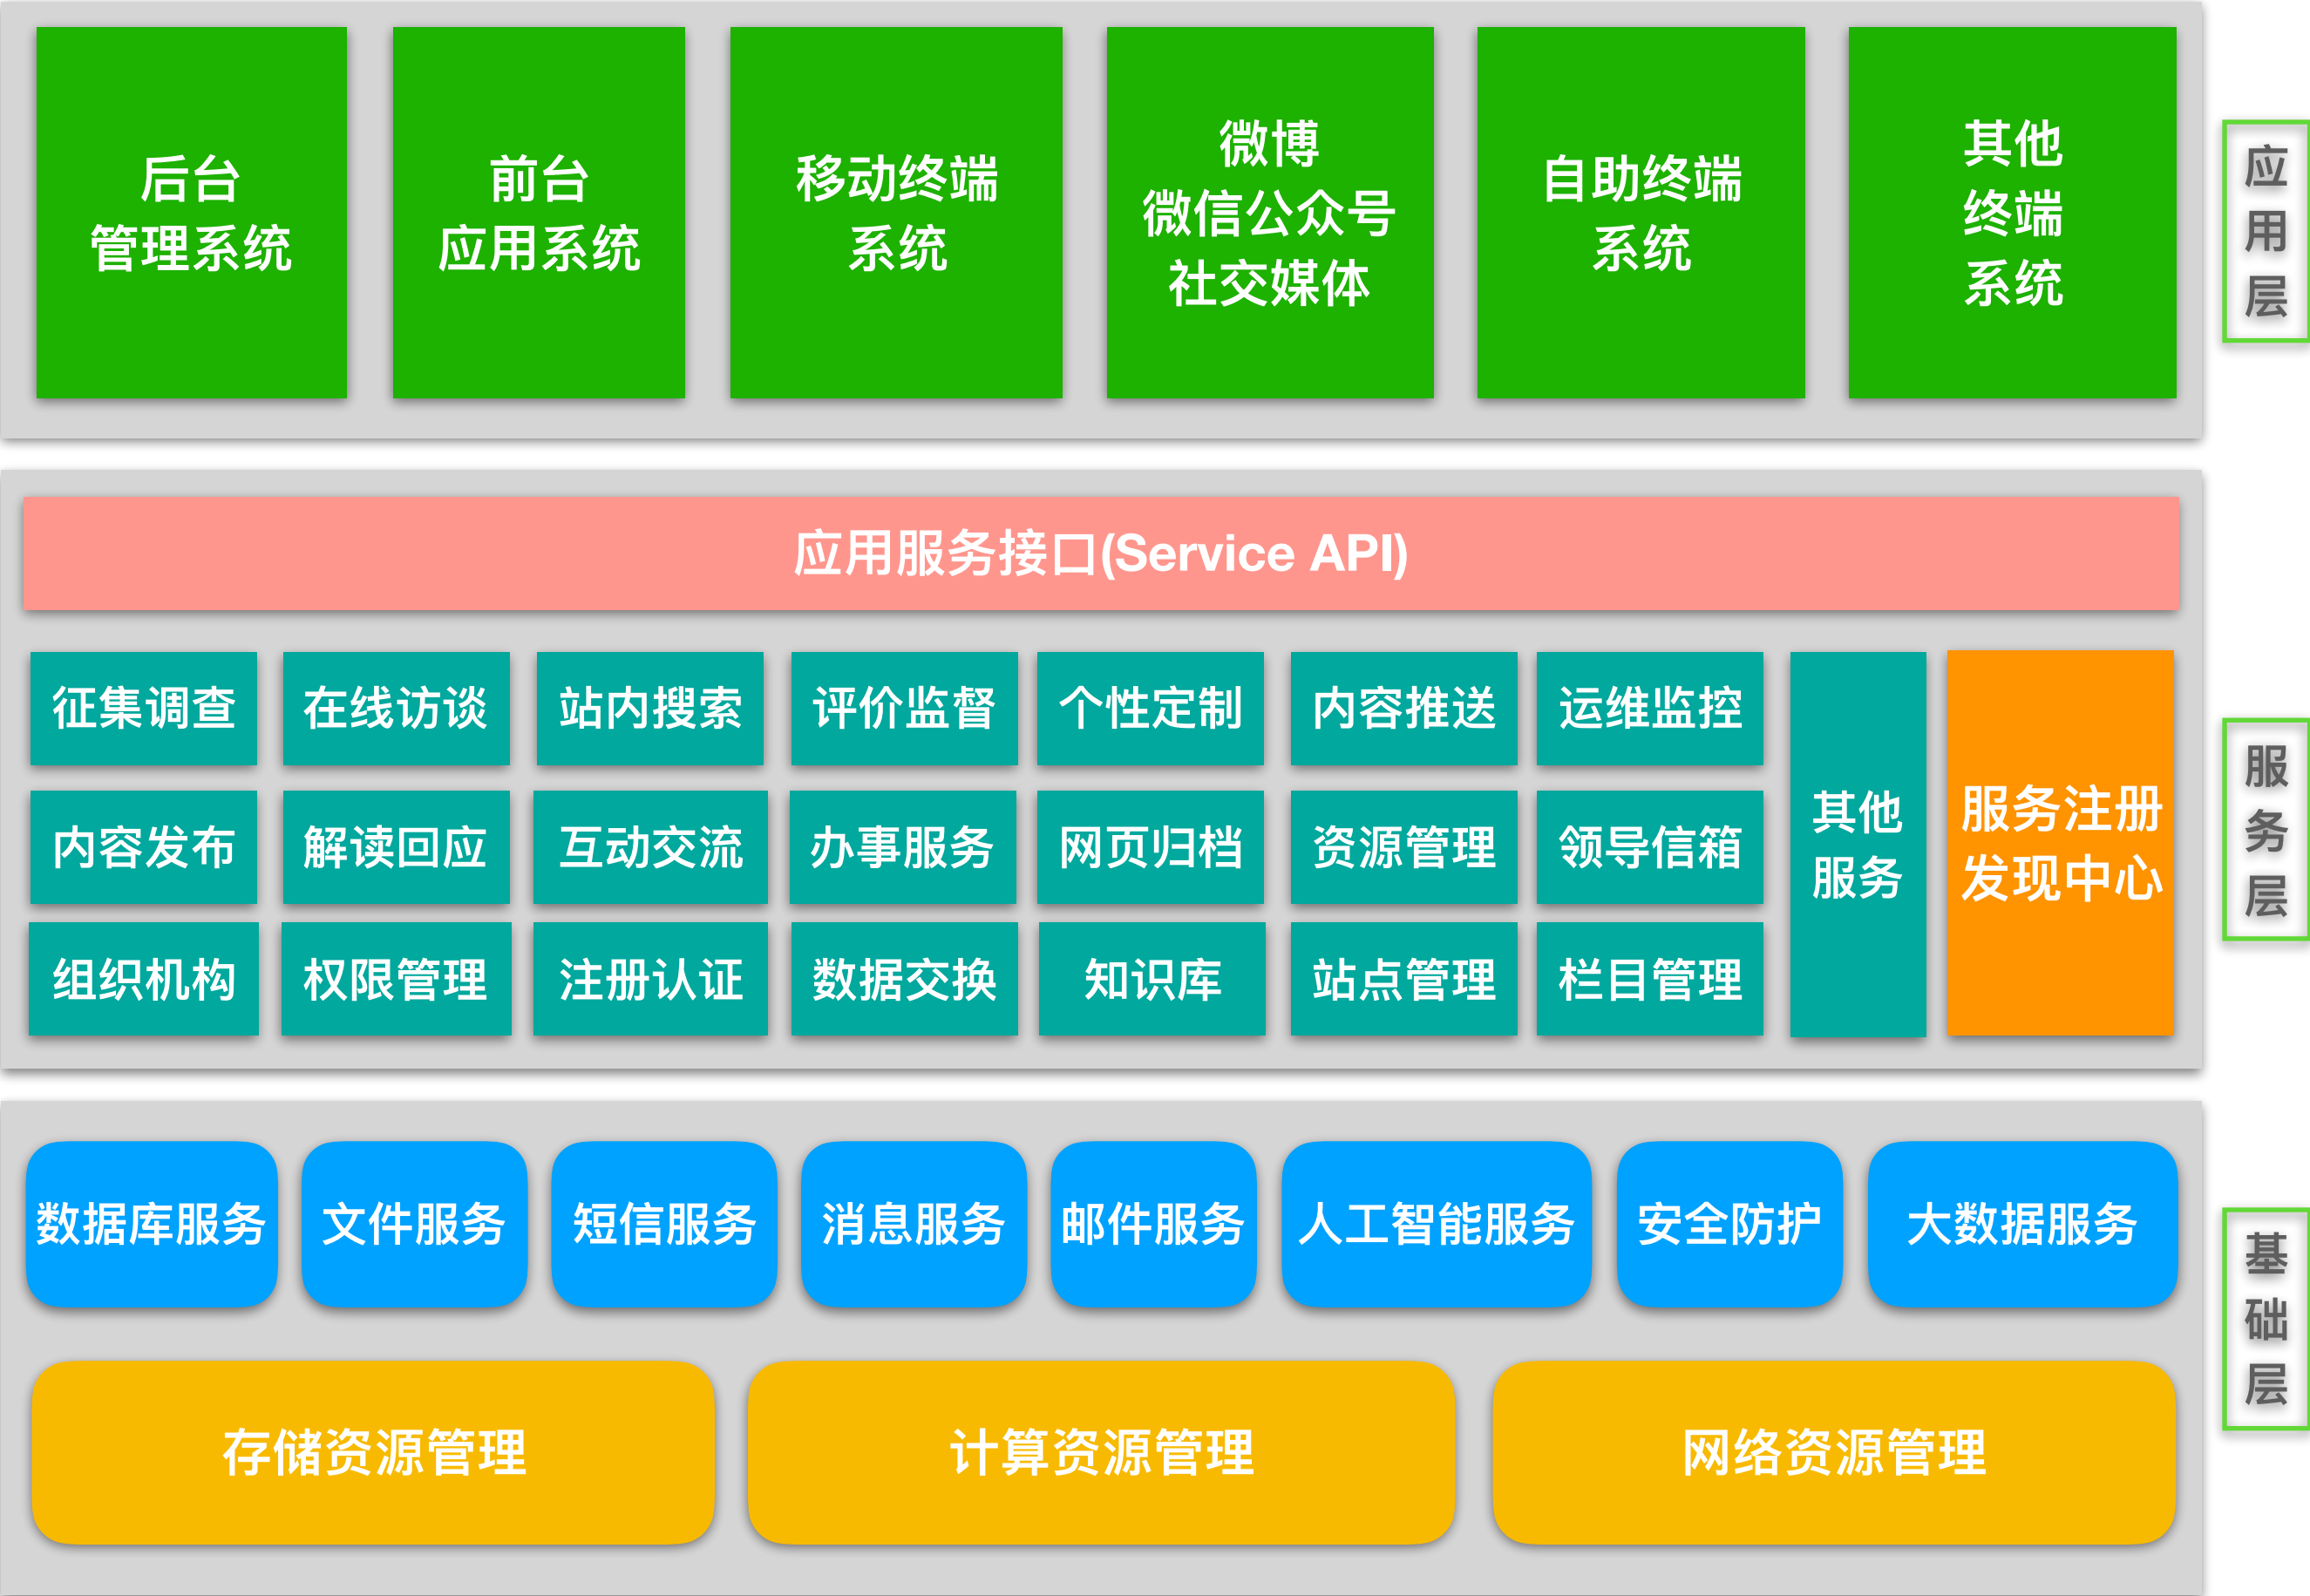 后台
管理系统
前台
应用系统
多动终端
系统
微博
微信公众号
社交媒体
自助终端
系统
其他
终端
系统
应
用
层
应用服务接口(Service API)
征集调查
在线访谈
站内搜索
评价监督
个性定制
内容推送
运维监控
内容发布
解读回应
互动交流
办事服务
网页归档
资源管理
领导信箱
组织机构
权限管理
注册认证
数据交换
知识库
站点管理
栏目管理
其他
服务
服务注册
发现中心
服
务
层
数据库服务
文件服务
短信服务
消息服务
邮件服务
人工智能服务
安全防护
大数据服务
存储资源管理
计算资源管理
网络资源管理
基
础
层